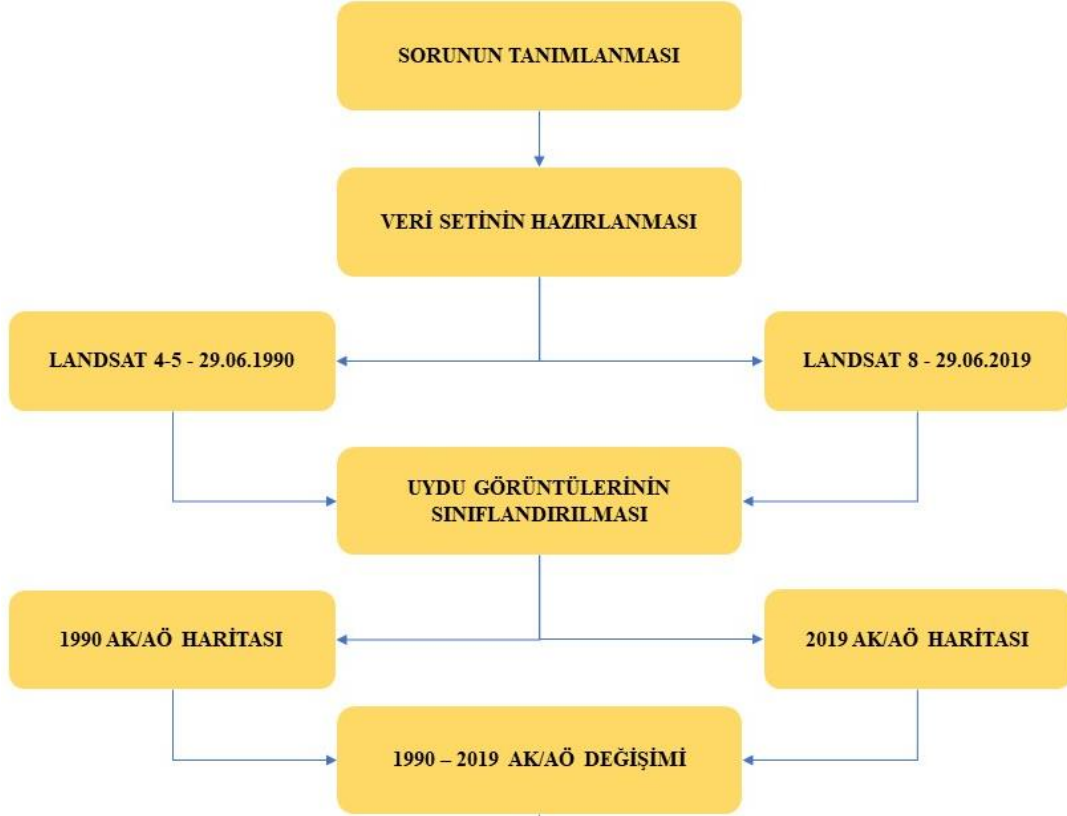 SORUNUN TANIMLANMASI
VERİ SETİNİN HAZIRLANMASI
LANDSAT 4-5 - 29.06.1990
LANDSAT 8 - 29.06.2019
UYDU GÖRÜNTÜLERİNİN
SINIFLANDIRILMASI
1990 AK/AÖ HARİTASI
2019 AK/AÖ HARİTASI
1990 – 2019 AK/AÖ DEĞİŞİMİ